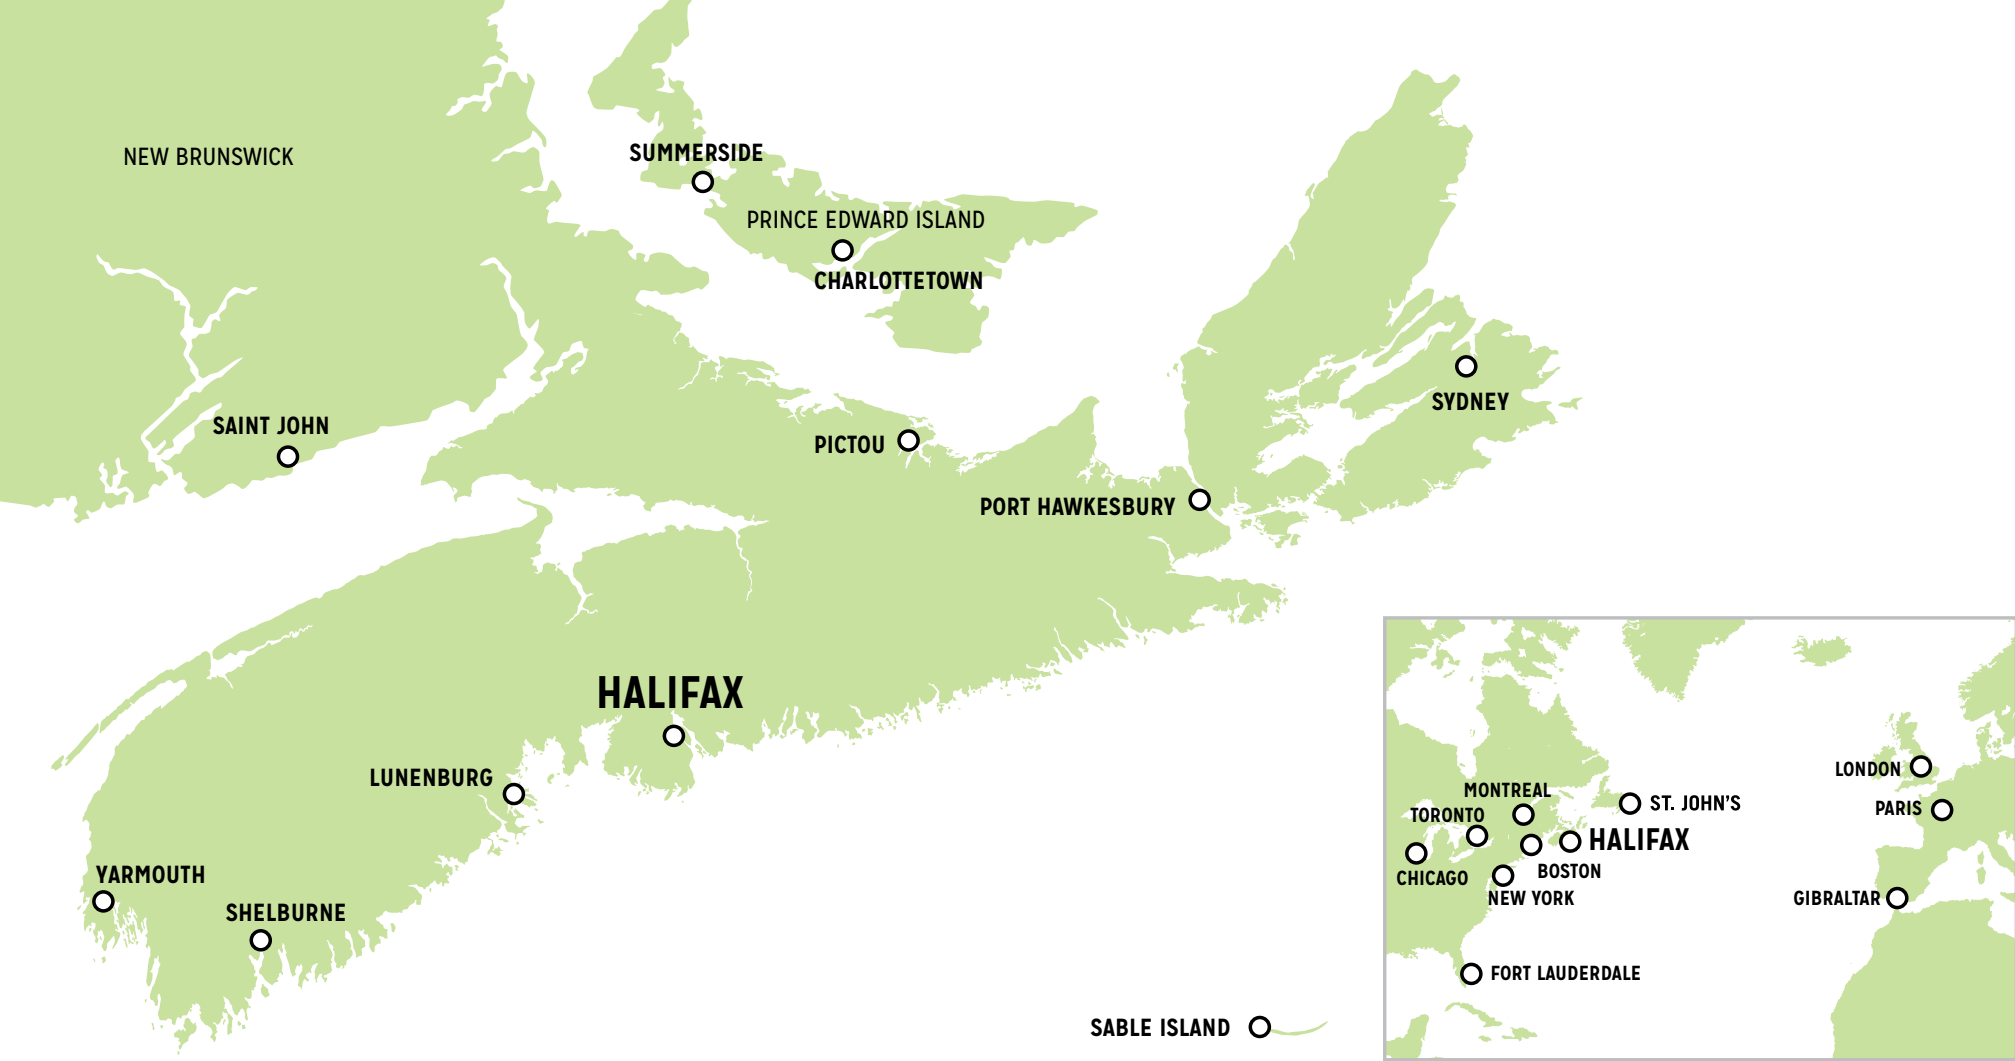 NEW BRUNSWICK
SUMMERSIDE
PRINCE EDWARD ISLAND
CHARLOTTETOWN
SYDNEY
SAINT JOHN
PICTOU
PORT HAWKESBURY
HALIFAX
LUNENBURG
YARMOUTH
SHELBURNE
SABLE ISLAND
LONDON
MONTREAL
ST. JOHN'S
PARIS
TORONTO
HALIFAX
BOSTON
CHICAGO
NEW YORK
GIBRALTAR
FORT LAUDERDALE